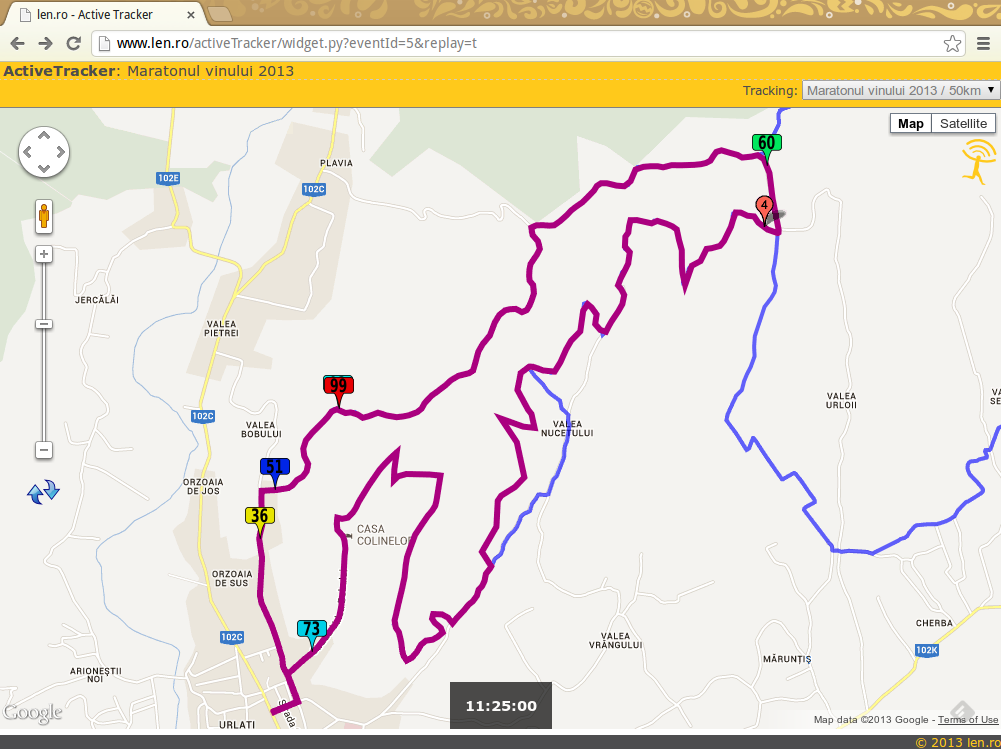 len.ro - Active Tracker
www.len.ro/activeTracker/widget.py?eventId=5&replay=t
ActiveTracker: Maratonul vinului 2013
Tracking: Maratonul vinului 2013 / 50km
Map Satellite
60
PLAVIA
102E
102C
4
JERCĂLĂI
VALEA
PIETREI
99
VALEA
URLOII
VA
SE
102C
VALEA
BOBULUI
VALEA
NUCETULUI
51
ORZOAIA
DE JOS
36
CASA
COLINELOR
ORZOAIA
DE SUS
73
102C
CHERBA
VALEA
VRÂNGULUI
102K
MĂRUNȚIȘ
ARIONEȘTII
NOI
Strada
11:25:00
URLATI
Google
Map data ©2013 Google - Terms of Use
© 2013 len.ro